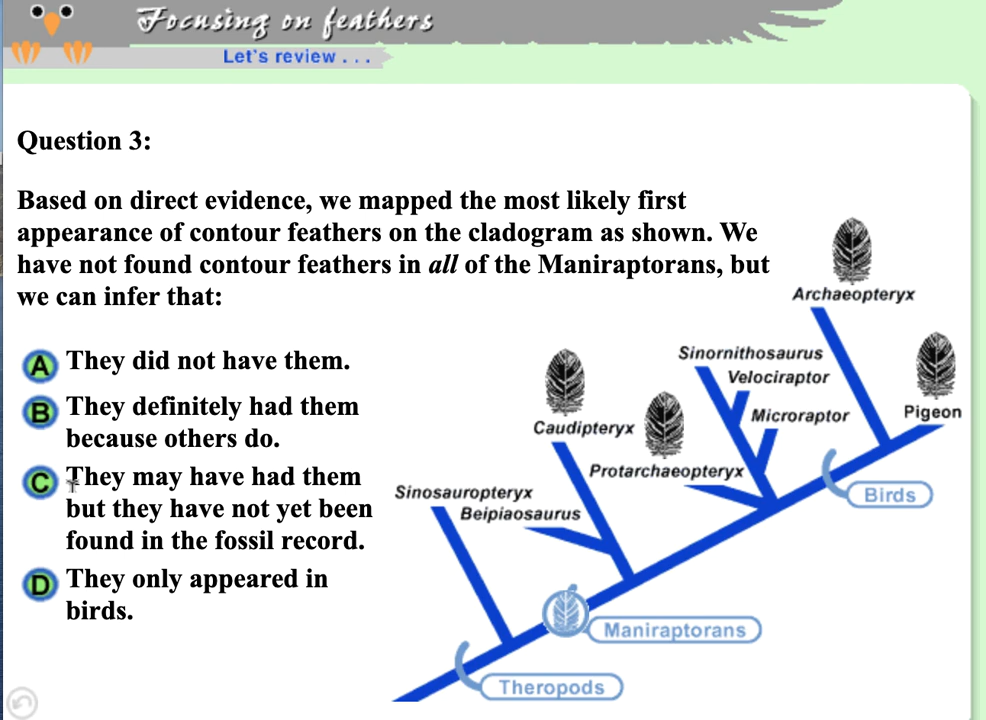 Focusing on feathers
Let's review . . .
Question 3:
Based on direct evidence, we mapped the most likely first
appearance of contour feathers on the cladogram as shown. We
have not found contour feathers in all of the Maniraptorans, but
we can infer that:
A They did not have them.
B They definitely had them
because others do.
C They may have had them
but they have not yet been
found in the fossil record.
D They only appeared in
birds.
Archaeopteryx
Sinornithosaurus
Velociraptor
Microraptor
Pigeon
Caudipteryx
Protarchaeopteryx
Sinosauropteryx
Beipiaosaurus
Birds
Maniraptorans
Theropods